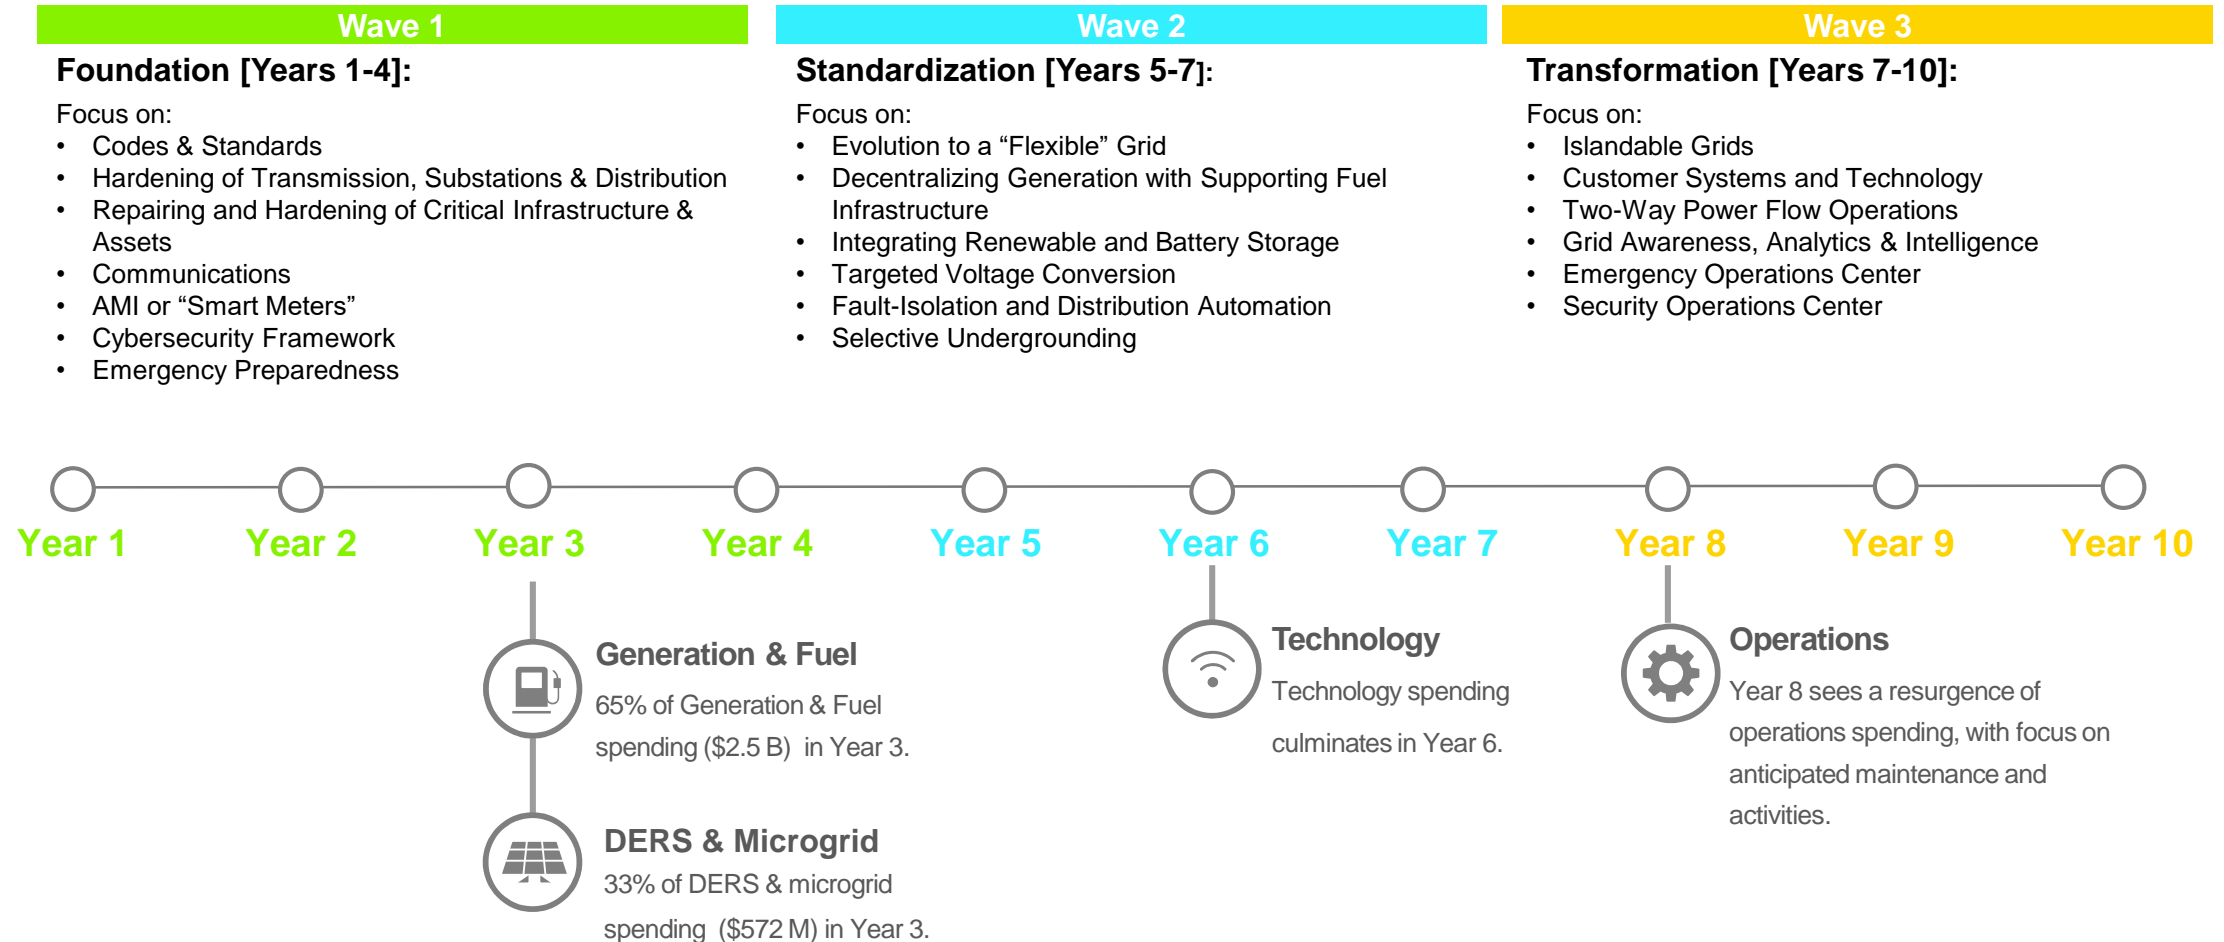 Wave 1
Foundation [Years 1-4]:
Focus on:
• Codes & Standards
• Hardening of Transmission, Substations & Distribution
• Repairing and Hardening of Critical Infrastructure &
Assets
• Communications
• AMI or “Smart Meters”
• Cybersecurity Framework
• Emergency Preparedness
Wave 2
Standardization [Years 5-7]:
Focus on:
• Evolution to a “Flexible” Grid
• Decentralizing Generation with Supporting Fuel
Infrastructure
• Integrating Renewable and Battery Storage
• Targeted Voltage Conversion
• Fault-Isolation and Distribution Automation
• Selective Undergrounding
Wave 3
Transformation [Years 7-10]:
Focus on:
• Islandable Grids
• Customer Systems and Technology
• Two-Way Power Flow Operations
• Grid Awareness, Analytics & Intelligence
• Emergency Operations Center
• Security Operations Center
Year 1
Year 2
Year 3
Year 4
Year 5
Year 6
Year 7
Year 8
Year 9
Year 10
Generation & Fuel
65% of Generation & Fuel
spending ($2.5 B) in Year 3.
DERS & Microgrid
33% of DERS & microgrid
spending ($572 M) in Year 3.
Technology
Technology spending
culminates in Year 6.
Operations
Year 8 sees a resurgence of
operations spending, with focus on
anticipated maintenance and
activities.